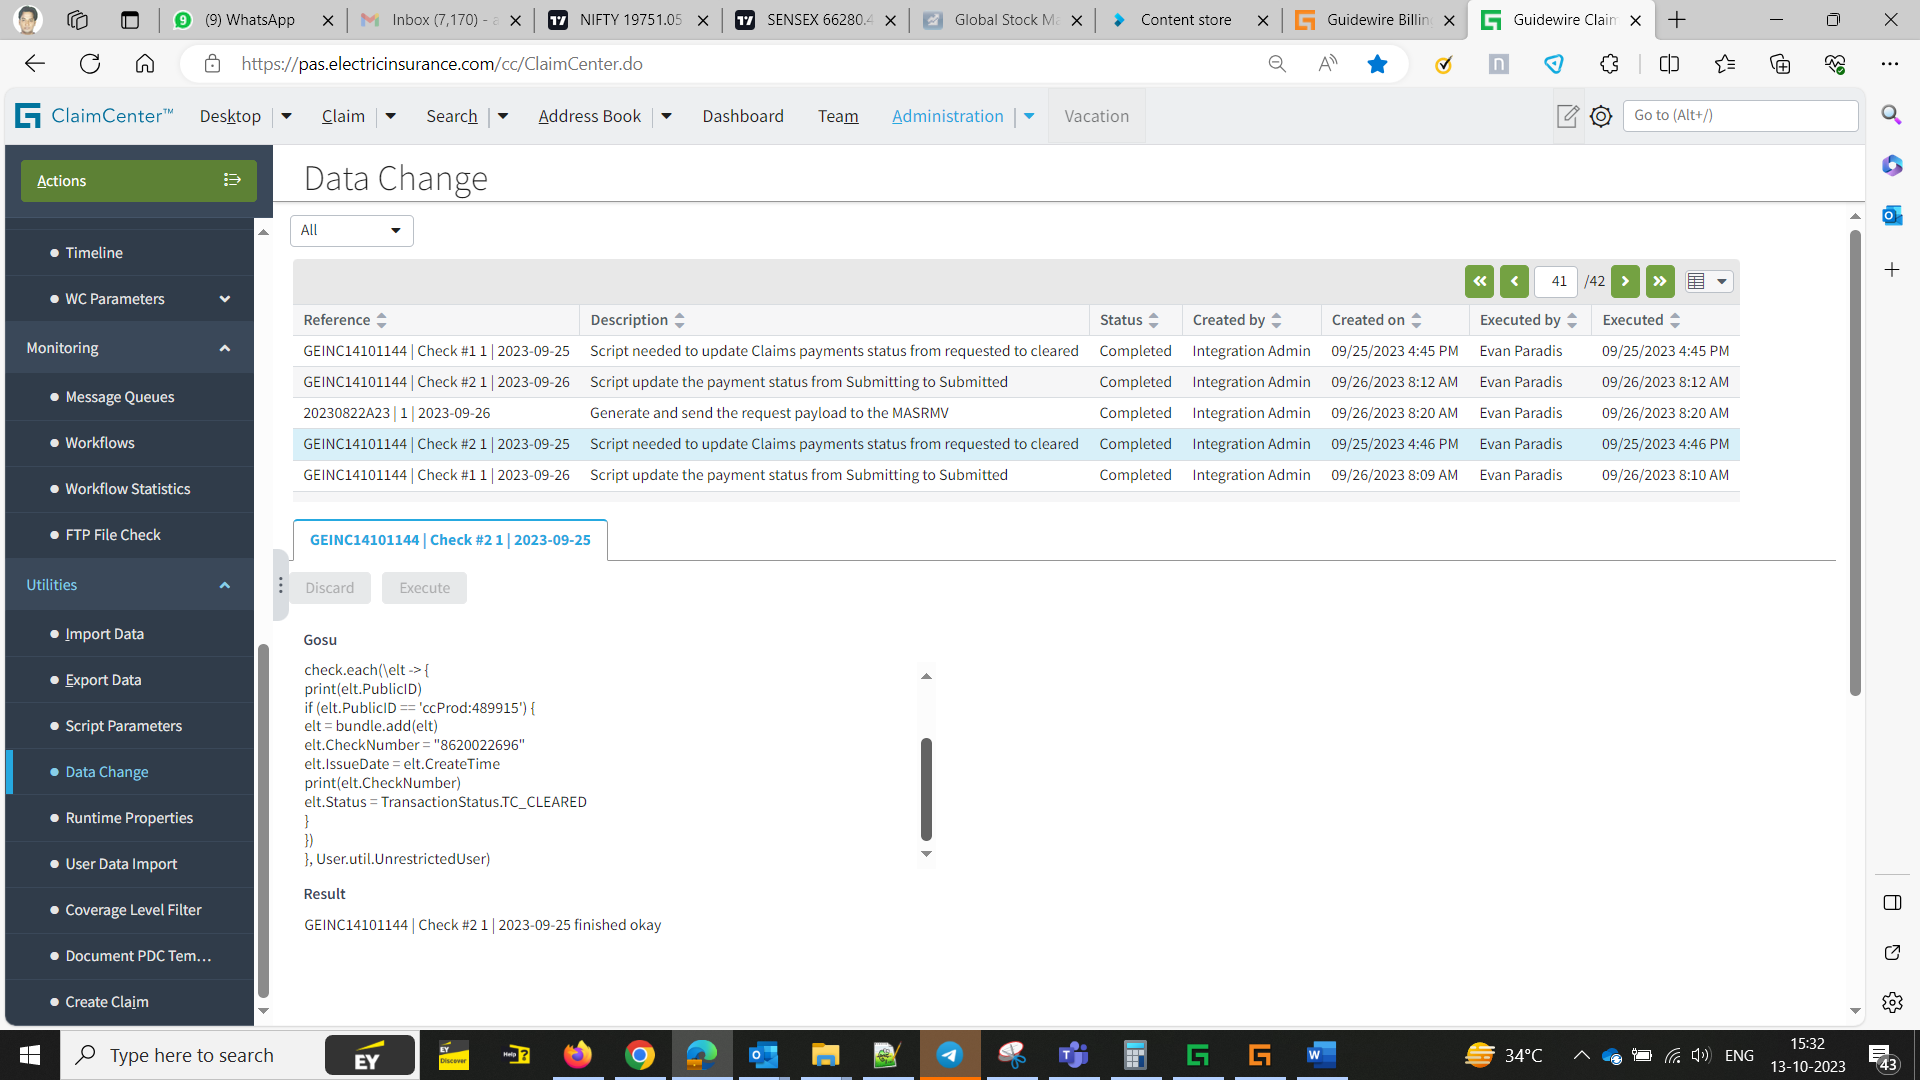 (9) WhatsApp
Inbox (7,170) - a
NIFTY 19751.05
SENSEX 66280.4
Global Stock Ma
Content store
Guidewire Billin
Guidewire Claim
https://pas.electricinsurance.com/cc/ClaimCenter.do
ClaimCenter™
Desktop
Claim
Search
Address Book
Dashboard
Team
Administration
Vacation
Go to (Alt+/)
Actions
Timeline
WC Parameters
Monitoring
Message Queues
Workflows
Workflow Statistics
FTP File Check
Utilities
Import Data
Export Data
Script Parameters
Data Change
Runtime Properties
User Data Import
Coverage Level Filter
Document PDC Tem...
Create Claim
Data Change
All
41 /42
Reference Description Status Created by Created on Executed by Executed
GEINC14101144 | Check #1 1 | 2023-09-25 Script needed to update Claims payments status from requested to cleared Completed Integration Admin 09/25/2023 4:45 PM Evan Paradis 09/25/2023 4:45 PM
GEINC14101144 | Check #2 1 | 2023-09-26 Script update the payment status from Submitting to Submitted Completed Integration Admin 09/26/2023 8:12 AM Evan Paradis 09/26/2023 8:12 AM
20230822A23 | 1 | 2023-09-26 Generate and send the request payload to the MASRMV Completed Integration Admin 09/26/2023 8:20 AM Evan Paradis 09/26/2023 8:20 AM
GEINC14101144 | Check #2 1 | 2023-09-25 Script needed to update Claims payments status from requested to cleared Completed Integration Admin 09/25/2023 4:46 PM Evan Paradis 09/25/2023 4:46 PM
GEINC14101144 | Check #1 1 | 2023-09-26 Script update the payment status from Submitting to Submitted Completed Integration Admin 09/26/2023 8:09 AM Evan Paradis 09/26/2023 8:10 AM
GEINC14101144 | Check #2 1 | 2023-09-25
Discard
Execute
Gosu
check.each(\elt -> {
print(elt.PublicID)
if (elt.PublicID == 'ccProd:489915') {
elt = bundle.add(elt)
elt.CheckNumber = "8620022696"
elt.IssueDate = elt.CreateTime
print(elt.CheckNumber)
elt.Status = TransactionStatus.TC_CLEARED
}
})
}, User.util.UnrestrictedUser)
Result
GEINC14101144 | Check #2 1 | 2023-09-25 finished okay
Type here to search
EY
EY
Discover
Help ?
34°C
ENG
15:32
13-10-2023
43